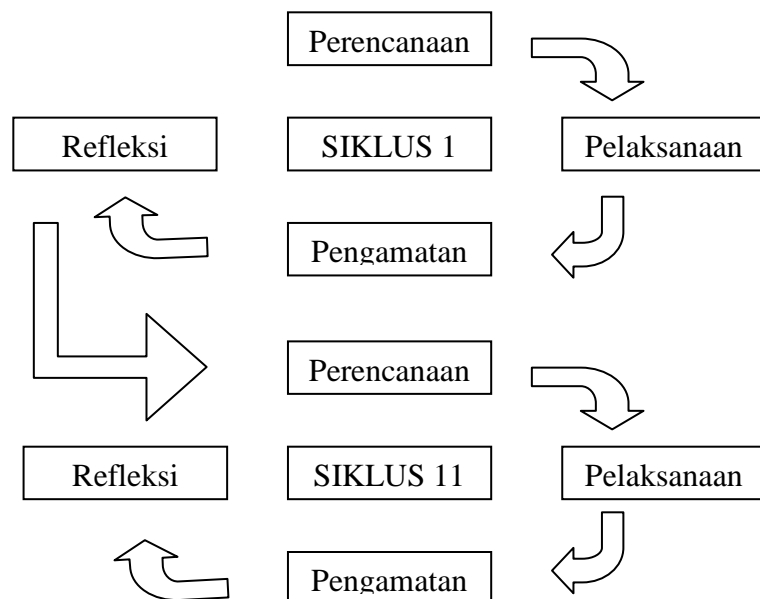 Perencanaan
Refleksi SIKLUS 1 Pelaksanaan
Pengamatan
Perencanaan
Refleksi SIKLUS 11 Pelaksanaan
Pengamatan